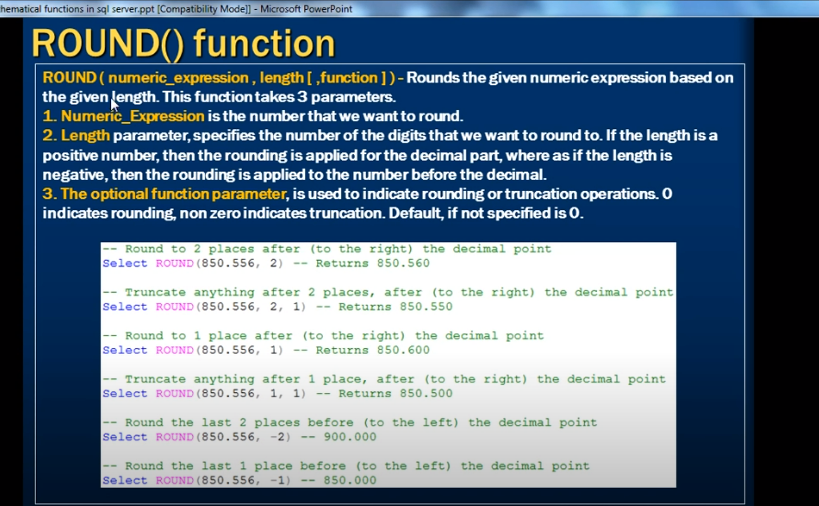 hematical functions in sql server.ppt [Compatibility Mode]] - Microsoft PowerPoint
ROUND() function
ROUND ( numeric_expression , length [ ,function ] ) - Rounds the given numeric expression based on
the given length. This function takes 3 parameters.
1. Numeric_Expression is the number that we want to round.
2. Length parameter, specifies the number of the digits that we want to round to. If the length is a
positive number, then the rounding is applied for the decimal part, where as if the length is
negative, then the rounding is applied to the number before the decimal.
3. The optional function parameter, is used to indicate rounding or truncation operations. 0
indicates rounding, non zero indicates truncation. Default, if not specified is 0.
-- Round to 2 places after (to the right) the decimal point
Select ROUND(850.556, 2) -- Returns 850.560
-- Truncate anything after 2 places, after (to the right) the decimal point
Select ROUND(850.556, 2, 1) -- Returns 850.550
-- Round to 1 place after (to the right) the decimal point
Select ROUND(850.556, 1) -- Returns 850.600
-- Truncate anything after 1 place, after (to the right) the decimal point
Select ROUND(850.556, 1, 1) -- Returns 850.500
-- Round the last 2 places before (to the left) the decimal point
Select ROUND(850.556, -2) -- 900.000
-- Round the last 1 place before (to the left) the decimal point
Select ROUND(850.556, -1) -- 850.000